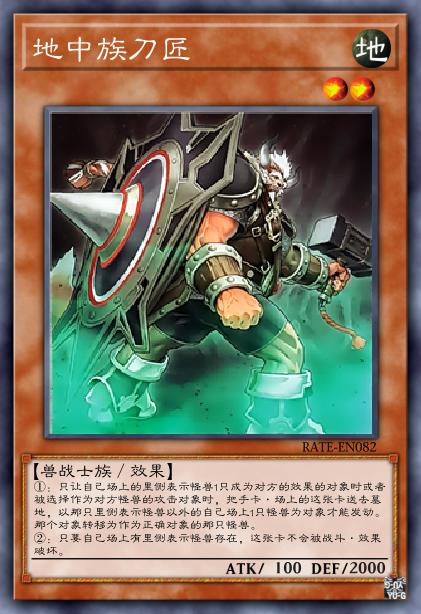 地中族刀匠
地
RATE-EN082
【兽战士族／效果】
①：只让自己场上的里侧表示怪兽1只成为对方的效果的对象时或者
被选择作为对方怪兽的攻击对象时，把手卡·场上的这张卡送去墓
地，以那只里侧表示怪兽以外的自己场上1只怪兽为对象才能发动。
那个对象转移为作为正确对象的那只怪兽。
②：只要自己场上有里侧表示怪兽存在，这张卡不会被战斗·效果
破坏。
ATK/ 100 DEF/2000